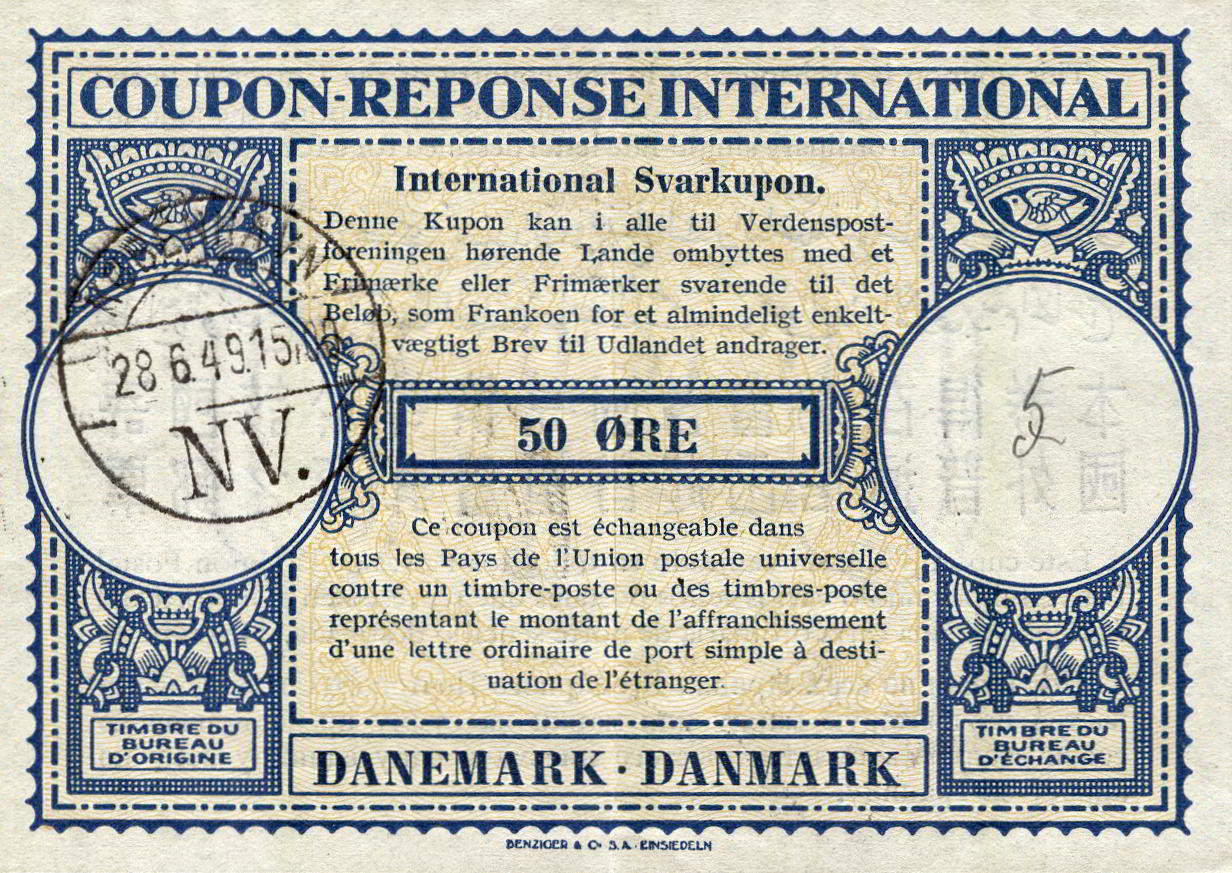 COUPON-REPONSE INTERNATIONAL
International Svarkupon.
Denne Kupon kan i alle til Verdenspost-
foreningen hørende Lande ombyttes med et
Frimærke eller Frimærker svarende til det
Beløb, som Frankoen for et almindeligt enkelt-
vægtigt Brev til Udlandet andrager.
KØBENHAVN
28.6.49.15
NV.
50 ØRE
5
Ce coupon est échangeable dans
tous les Pays de l'Union postale universelle
contre un timbre-poste ou des timbres-poste
représentant le montant de l'affranchissement
d'une lettre ordinaire de port simple à desti-
nation de l'étranger.
TIMBRE DU
BUREAU
D'ORIGINE
DANEMARK · DANMARK
TIMBRE DU
BUREAU
D'ÉCHANGE
BENZIGER & Co S.A. EINSIEDELN